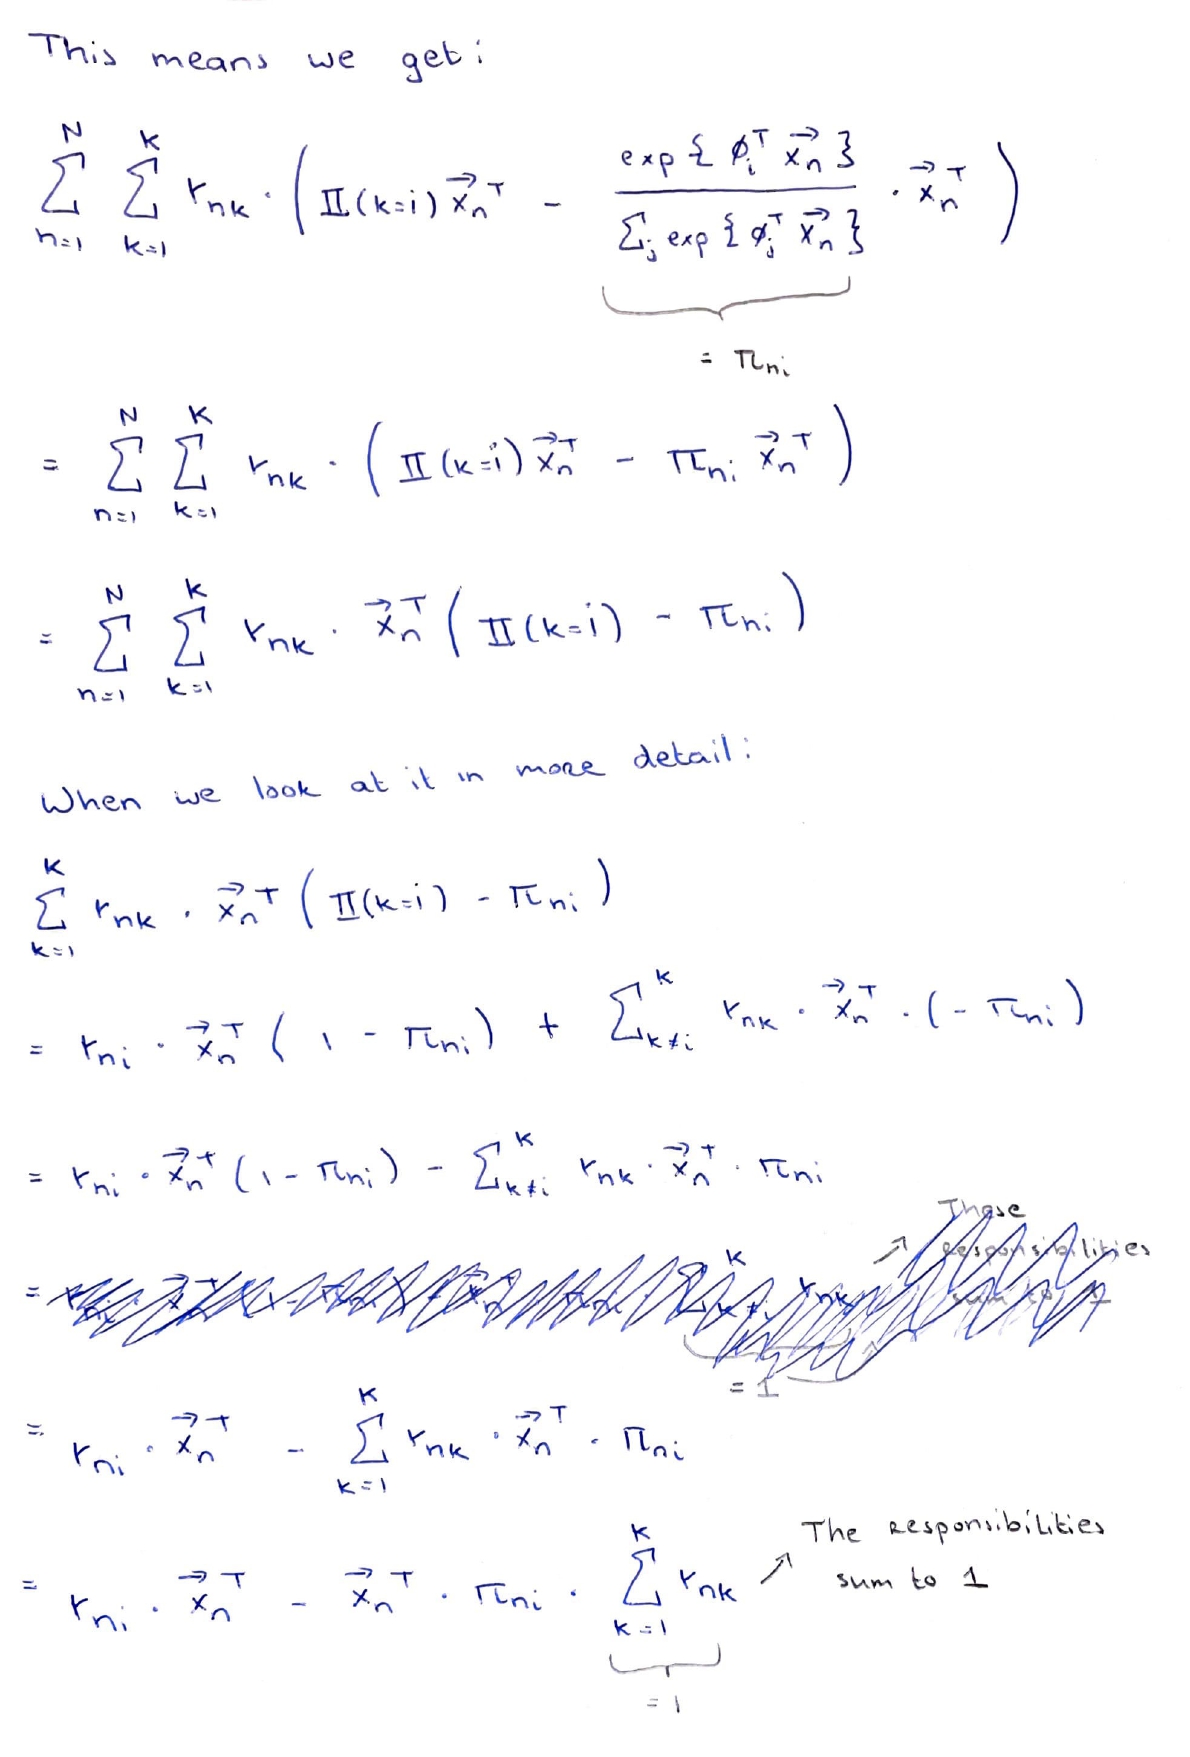 This means we get:
$\sum_{n=1}^{N} \sum_{k=1}^{K} r_{nk} \cdot \left( \mathbb{I}(k=i) \vec{x}_n^T - \frac{\exp\{\phi_i^T \vec{x}_n\}}{\sum_j \exp\{\phi_j^T \vec{x}_n\}} \cdot \vec{x}_n^T \right)$
$= \pi_{ni}$
$= \sum_{n=1}^{N} \sum_{k=1}^{K} r_{nk} \cdot \left( \mathbb{I}(k=i) \vec{x}_n^T - \pi_{ni} \vec{x}_n^T \right)$
$= \sum_{n=1}^{N} \sum_{k=1}^{K} r_{nk} \cdot \vec{x}_n^T \left( \mathbb{I}(k=i) - \pi_{ni} \right)$
When we look at it in more detail:
$\sum_{k=1}^{K} r_{nk} \cdot \vec{x}_n^T \left( \mathbb{I}(k=i) - \pi_{ni} \right)$
$= r_{ni} \cdot \vec{x}_n^T (1 - \pi_{ni}) + \sum_{k \neq i}^{K} r_{nk} \cdot \vec{x}_n^T \cdot (-\pi_{ni})$
$= r_{ni} \cdot \vec{x}_n^T (1 - \pi_{ni}) - \sum_{k \neq i}^{K} r_{nk} \cdot \vec{x}_n^T \cdot \pi_{ni}$
These
responsibilities
sum to
=
= 1
$= r_{ni} \cdot \vec{x}_n^T - \sum_{k=1}^{K} r_{nk} \cdot \vec{x}_n^T \cdot \pi_{ni}$
The responsibilities
sum to 1
$= r_{ni} \cdot \vec{x}_n^T - \vec{x}_n^T \cdot \pi_{ni} \cdot \sum_{k=1}^{K} r_{nk}$
= 1